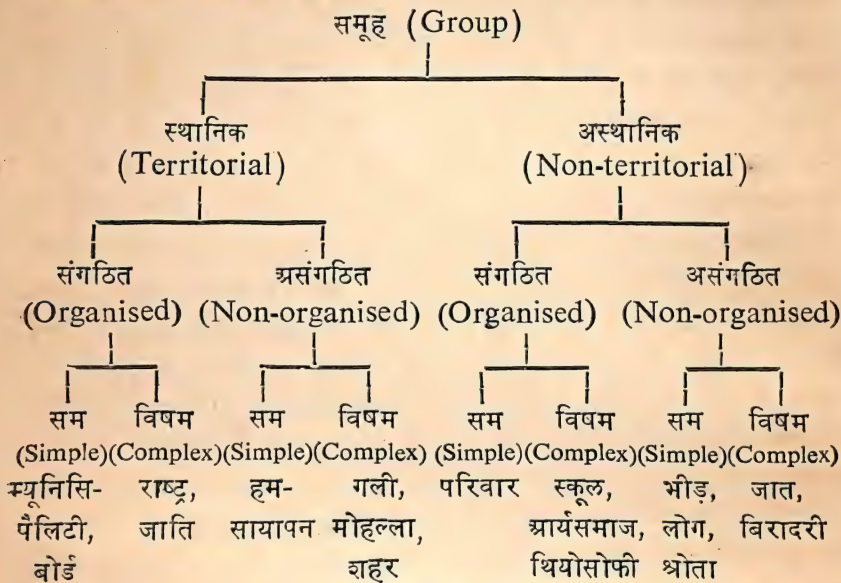 समूह (Group)
स्थानिक अस्थानिक
(Territorial) (Non-territorial)
संगठित असंगठित संगठित असंगठित
(Organised) (Non-organised) (Organised) (Non-organised)
सम विषम सम विषम सम विषम सम विषम
(Simple)(Complex)(Simple)(Complex) (Simple)(Complex)(Simple)(Complex)
म्यूनिसि- राष्ट्र, हम- गली, परिवार स्कूल, भीड़, जात,
पैलिटी, जाति सायापन मोहल्ला, आर्यसमाज, लोग, बिरादरी
बोर्ड शहर थियोसोफी श्रोता